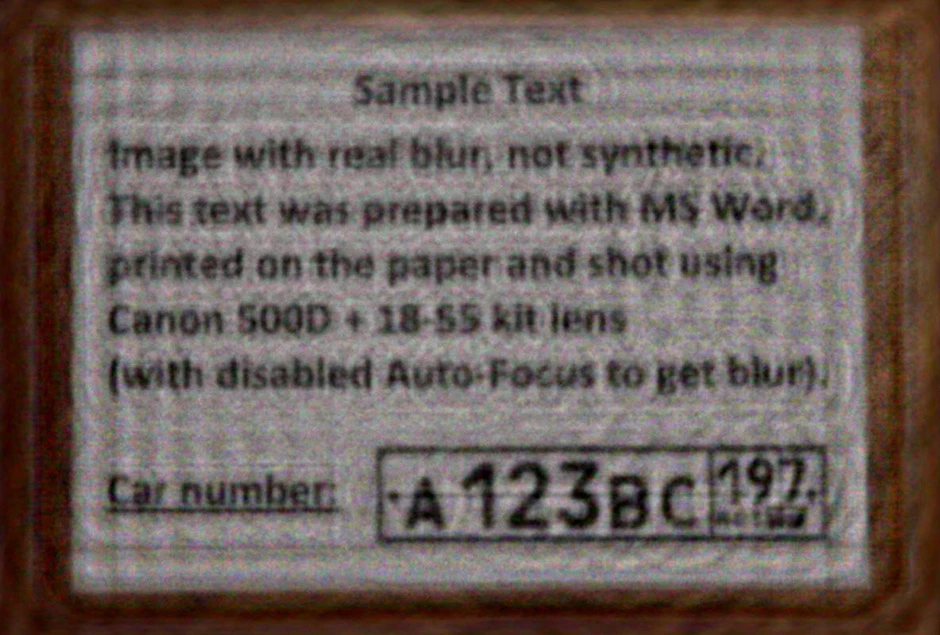 Sample Text
Image with real blur, not synthetic.
This text was prepared with MS Word,
printed on the paper and shot using
Canon 500D + 18-55 kit lens
(with disabled Auto-Focus to get blur).
Car number: A 123 BC 197